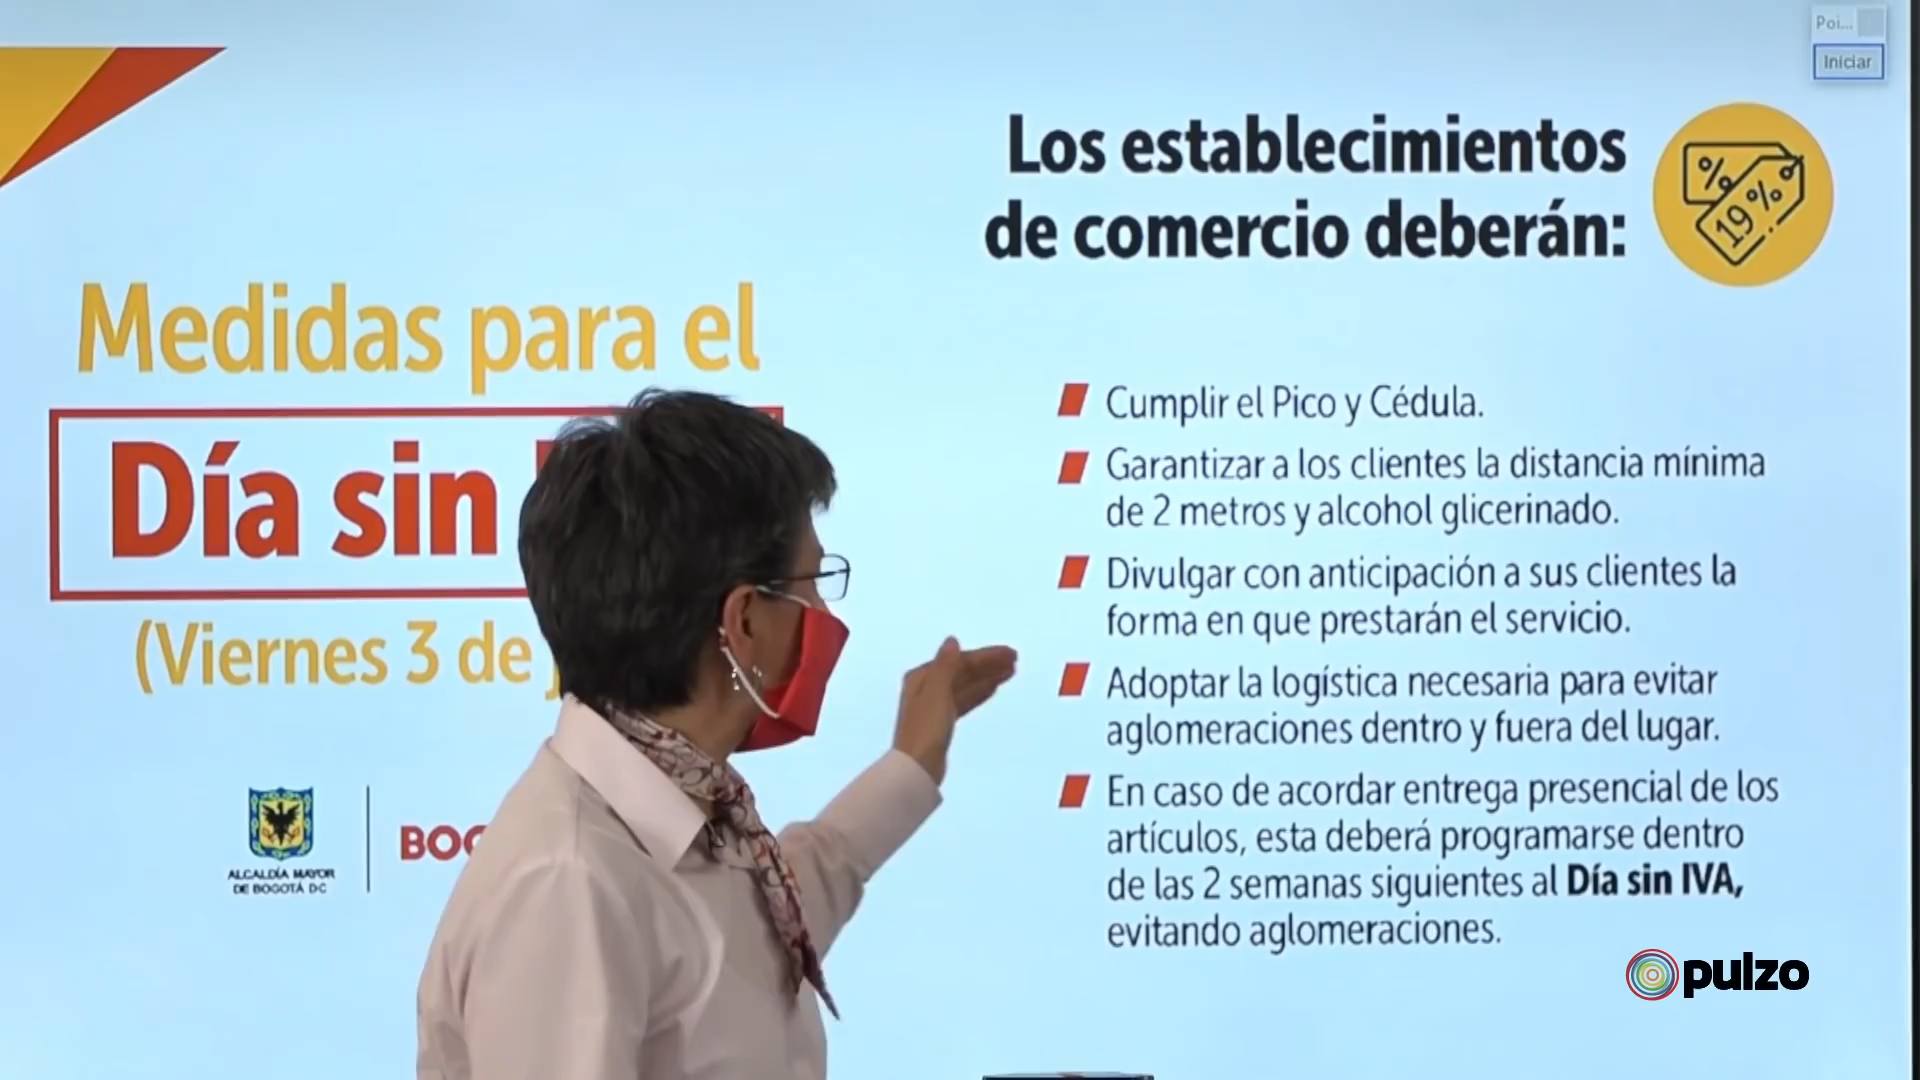 Poi...
Iniciar
Los establecimientos
de comercio deberán:
%
19%
Medidas para el
Día sin
(Viernes 3 de
ALCALDÍA MAYOR
DE BOGOTÁ DC
Cumplir el Pico y Cédula.
Garantizar a los clientes la distancia mínima
de 2 metros y alcohol glicerinado.
Divulgar con anticipación a sus clientes la
forma en que prestarán el servicio.
Adoptar la logística necesaria para evitar
aglomeraciones dentro y fuera del lugar.
En caso de acordar entrega presencial de los
artículos, esta deberá programarse dentro
de las 2 semanas siguientes al Día sin IVA,
evitando aglomeraciones.
pulzo